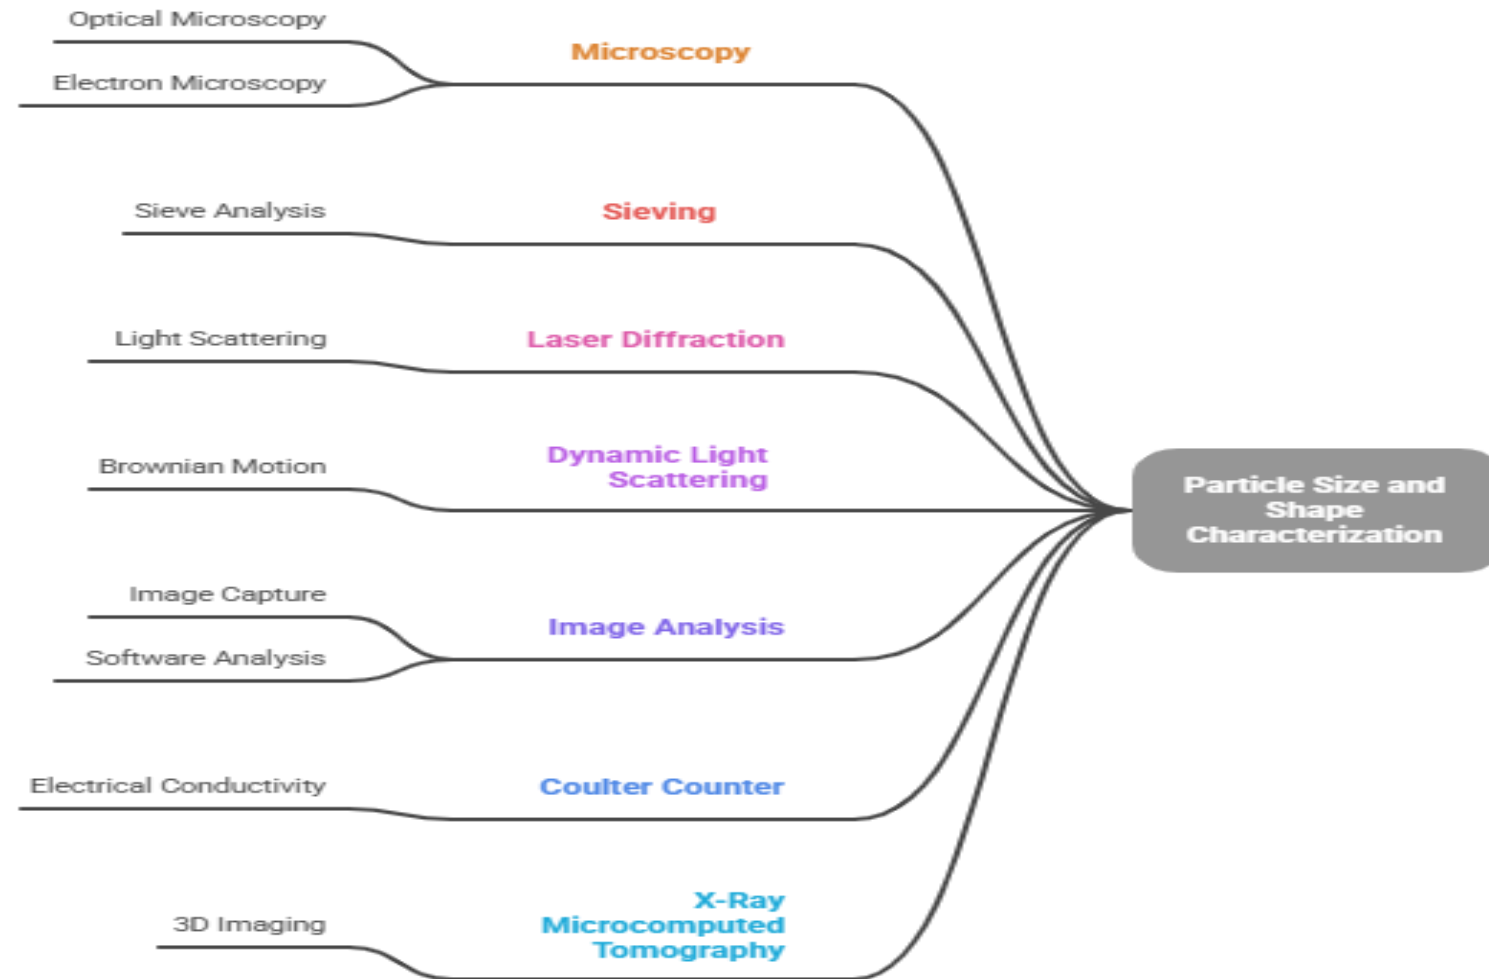 Optical Microscopy
Electron Microscopy
Microscopy
Sieve Analysis
Sieving
Light Scattering
Laser Diffraction
Brownian Motion
Dynamic Light
Scattering
Image Capture
Software Analysis
Image Analysis
Electrical Conductivity
Coulter Counter
3D Imaging
X-Ray
Microcomputed
Tomography
Particle Size and
Shape
Characterization